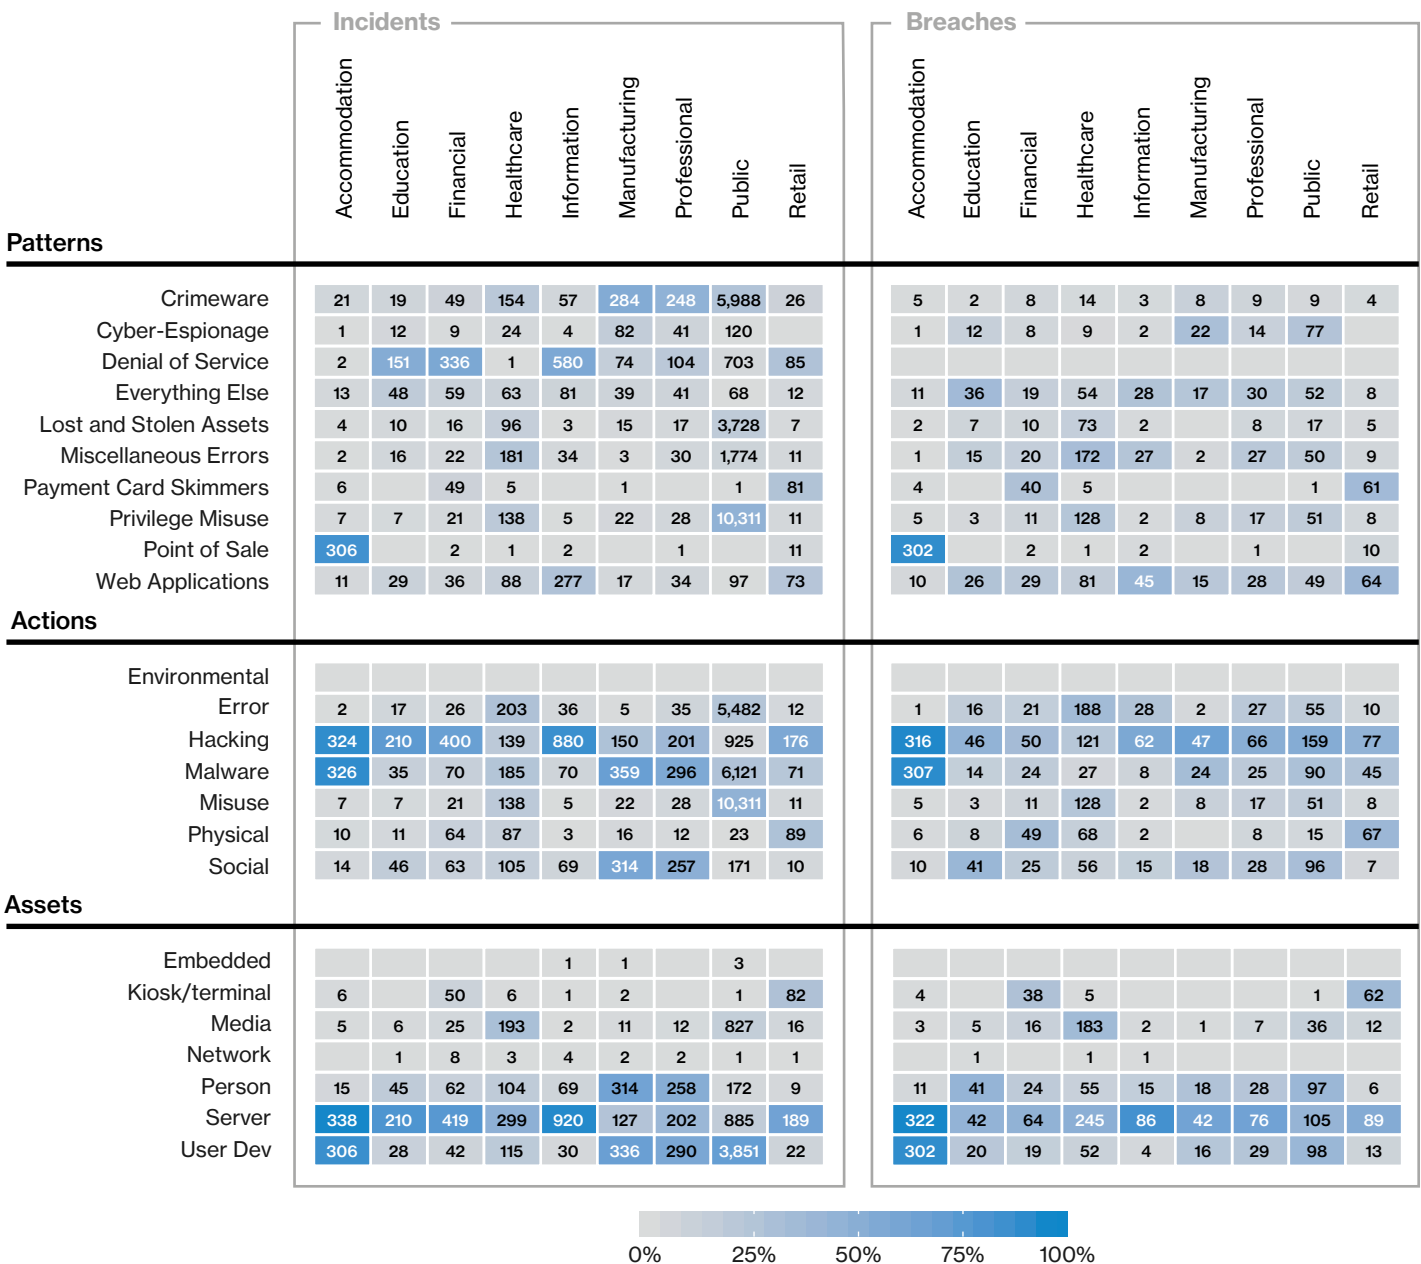 Incidents Breaches
Accommodation Education Financial Healthcare Information Manufacturing Professional Public Retail Accommodation Education Financial Healthcare Information Manufacturing Professional Public Retail
Patterns
Crimeware 21 19 49 154 57 284 248 5,988 26 5 2 8 14 3 8 9 9 4
Cyber-Espionage 1 12 9 24 4 82 41 120 1 12 8 9 2 22 14 77
Denial of Service 2 151 336 1 580 74 104 703 85
Everything Else 13 48 59 63 81 39 41 68 12 11 36 19 54 28 17 30 52 8
Lost and Stolen Assets 4 10 16 96 3 15 17 3,728 7 2 7 10 73 2 8 17 5
Miscellaneous Errors 2 16 22 181 34 3 30 1,774 11 1 15 20 172 27 2 27 50 9
Payment Card Skimmers 6 49 5 1 1 81 4 40 5 1 61
Privilege Misuse 7 7 21 138 5 22 28 10,311 11 5 3 11 128 2 8 17 51 8
Point of Sale 306 2 1 2 1 11 302 2 1 2 1 10
Web Applications 11 29 36 88 277 17 34 97 73 10 26 29 81 45 15 28 49 64
Actions
Environmental
Error 2 17 26 203 36 5 35 5,482 12 1 16 21 188 28 2 27 55 10
Hacking 324 210 400 139 880 150 201 925 176 316 46 50 121 62 47 66 159 77
Malware 326 35 70 185 70 359 296 6,121 71 307 14 24 27 8 24 25 90 45
Misuse 7 7 21 138 5 22 28 10,311 11 5 3 11 128 2 8 17 51 8
Physical 10 11 64 87 3 16 12 23 89 6 8 49 68 2 8 15 67
Social 14 46 63 105 69 314 257 171 10 10 41 25 56 15 18 28 96 7
Assets
Embedded 1 1 3
Kiosk/terminal 6 50 6 1 2 1 82 4 38 5 1 62
Media 5 6 25 193 2 11 12 827 16 3 5 16 183 2 1 7 36 12
Network 1 8 3 4 2 2 1 1 1 1 1
Person 15 45 62 104 69 314 258 172 9 11 41 24 55 15 18 28 97 6
Server 338 210 419 299 920 127 202 885 189 322 42 64 245 86 42 76 105 89
User Dev 306 28 42 115 30 336 290 3,851 22 302 20 19 52 4 16 29 98 13
0% 25% 50% 75% 100%